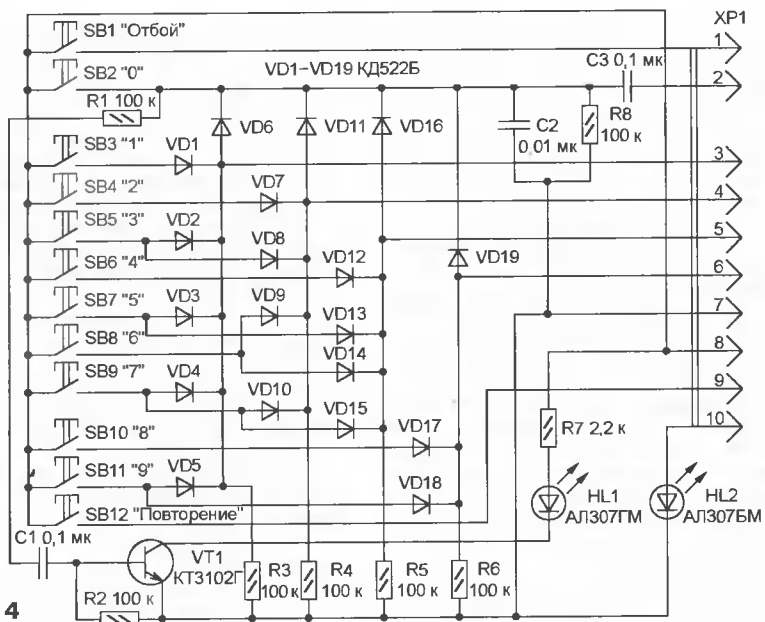 XP1
SB1 "Отбой"
1
SB2 "0"
VD1–VD19 КД522Б
C3 0,1 мк
2
R1 100 к
VD6
VD11
VD16
C2
0,01 мк
R8
100 к
SB3 "1"
VD1
3
SB4 "2"
VD7
4
SB5 "3"
VD2
VD8
5
SB6 "4"
VD12
VD19
6
SB7 "5"
VD3
VD9
7
VD13
SB8 "6"
VD14
8
SB9 "7"
VD4
VD10
9
VD15
SB10 "8"
VD17
R7 2,2 к
10
SB11 "9"
VD5
VD18
HL1
АЛ307ГМ
HL2
АЛ307БМ
SB12 "Повторение"
C1 0,1 мк
VT1
КТ3102Г
R3
100 к
R4
100 к
R5
100 к
R6
100 к
R2 100 к
4